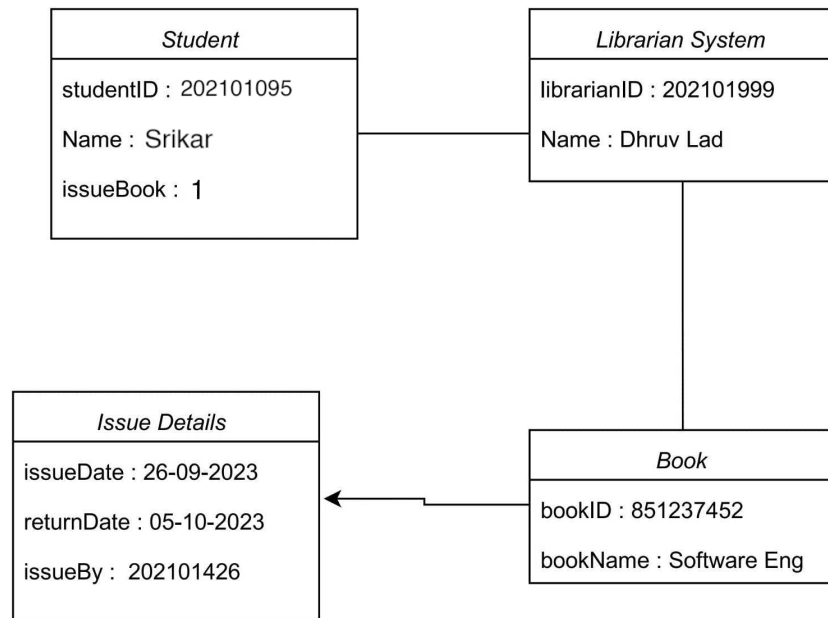 Student
studentID : 202101095
Name : Srikar
issueBook : 1
Librarian System
librarianID : 202101999
Name : Dhruv Lad
Issue Details
issueDate : 26-09-2023
returnDate : 05-10-2023
issueBy : 202101426
Book
bookID : 851237452
bookName : Software Eng